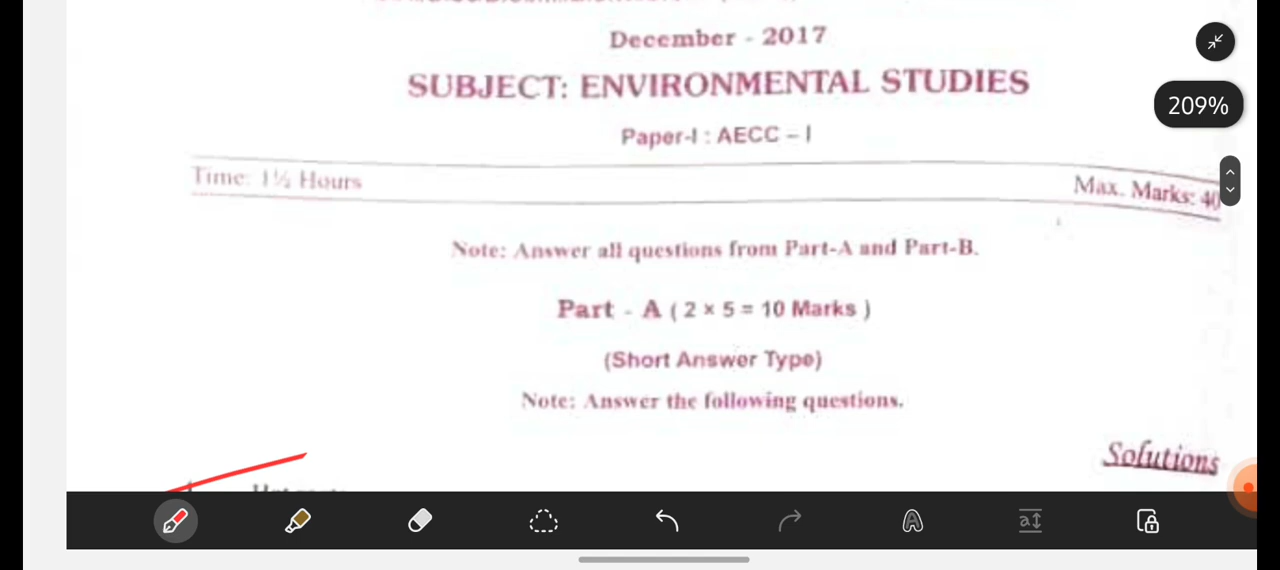 December - 2017
209%
SUBJECT: ENVIRONMENTAL STUDIES
Paper-I : AECC – I
Time: 1½ Hours
Max. Marks: 40
Note: Answer all questions from Part-A and Part-B.
Part - A ( 2 × 5 = 10 Marks )
(Short Answer Type)
Note: Answer the following questions.
Solutions